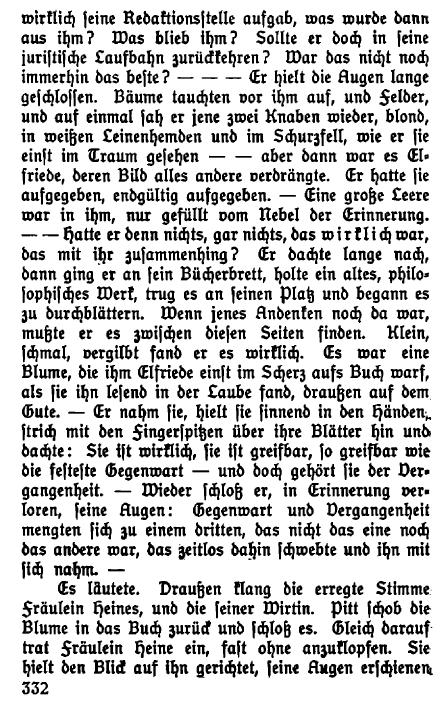 wirklich seine Redaktionsstelle aufgab, was wurde dann
aus ihm? Was blieb ihm? Sollte er doch in seine
juristische Laufbahn zurückkehren? War das nicht noch
immerhin das beste? — — — Er hielt die Augen lange
geschlossen. Bäume tauchten vor ihm auf, und Felder,
und auf einmal sah er jene zwei Knaben wieder, blond,
in weißen Leinenhemden und im Schurzfell, wie er sie
einst im Traum gesehen — — aber dann war es El-
friede, deren Bild alles andere verdrängte. Er hatte sie
aufgegeben, endgültig aufgegeben. — Eine große Leere
war in ihm, nur gefüllt vom Nebel der Erinnerung.
— — Hatte er denn nichts, gar nichts, das wirklich war,
das mit ihr zusammenhing? Er dachte lange nach,
dann ging er an sein Bücherbrett, holte ein altes, philo-
sophisches Werk, trug es an seinen Platz und begann es
zu durchblättern. Wenn jenes Andenken noch da war,
mußte er es zwischen diesen Seiten finden. Klein,
schmal, vergilbt fand er es wirklich. Es war eine
Blume, die ihm Elfriede einst im Scherz aufs Buch warf,
als sie ihn lesend in der Laube fand, draußen auf dem
Gute. — Er nahm sie, hielt sie sinnend in den Händen,
strich mit den Fingerspitzen über ihre Blätter hin und
dachte: Sie ist wirklich, sie ist greifbar, so greifbar wie
die festeste Gegenwart — und doch gehört sie der Ver-
gangenheit. — Wieder schloß er, in Erinnerung ver-
loren, seine Augen: Gegenwart und Vergangenheit
mengten sich zu einem dritten, das nicht das eine noch
das andere war, das zeitlos dahin schwebte und ihn mit
sich nahm. —
Es läutete. Draußen klang die erregte Stimme
Fräulein Heines, und die seiner Wirtin. Pitt schob die
Blume in das Buch zurück und schloß es. Gleich darauf
trat Fräulein Heine ein, fast ohne anzuklopfen. Sie
hielt den Blick auf ihn gerichtet, seine Augen erschienen
332